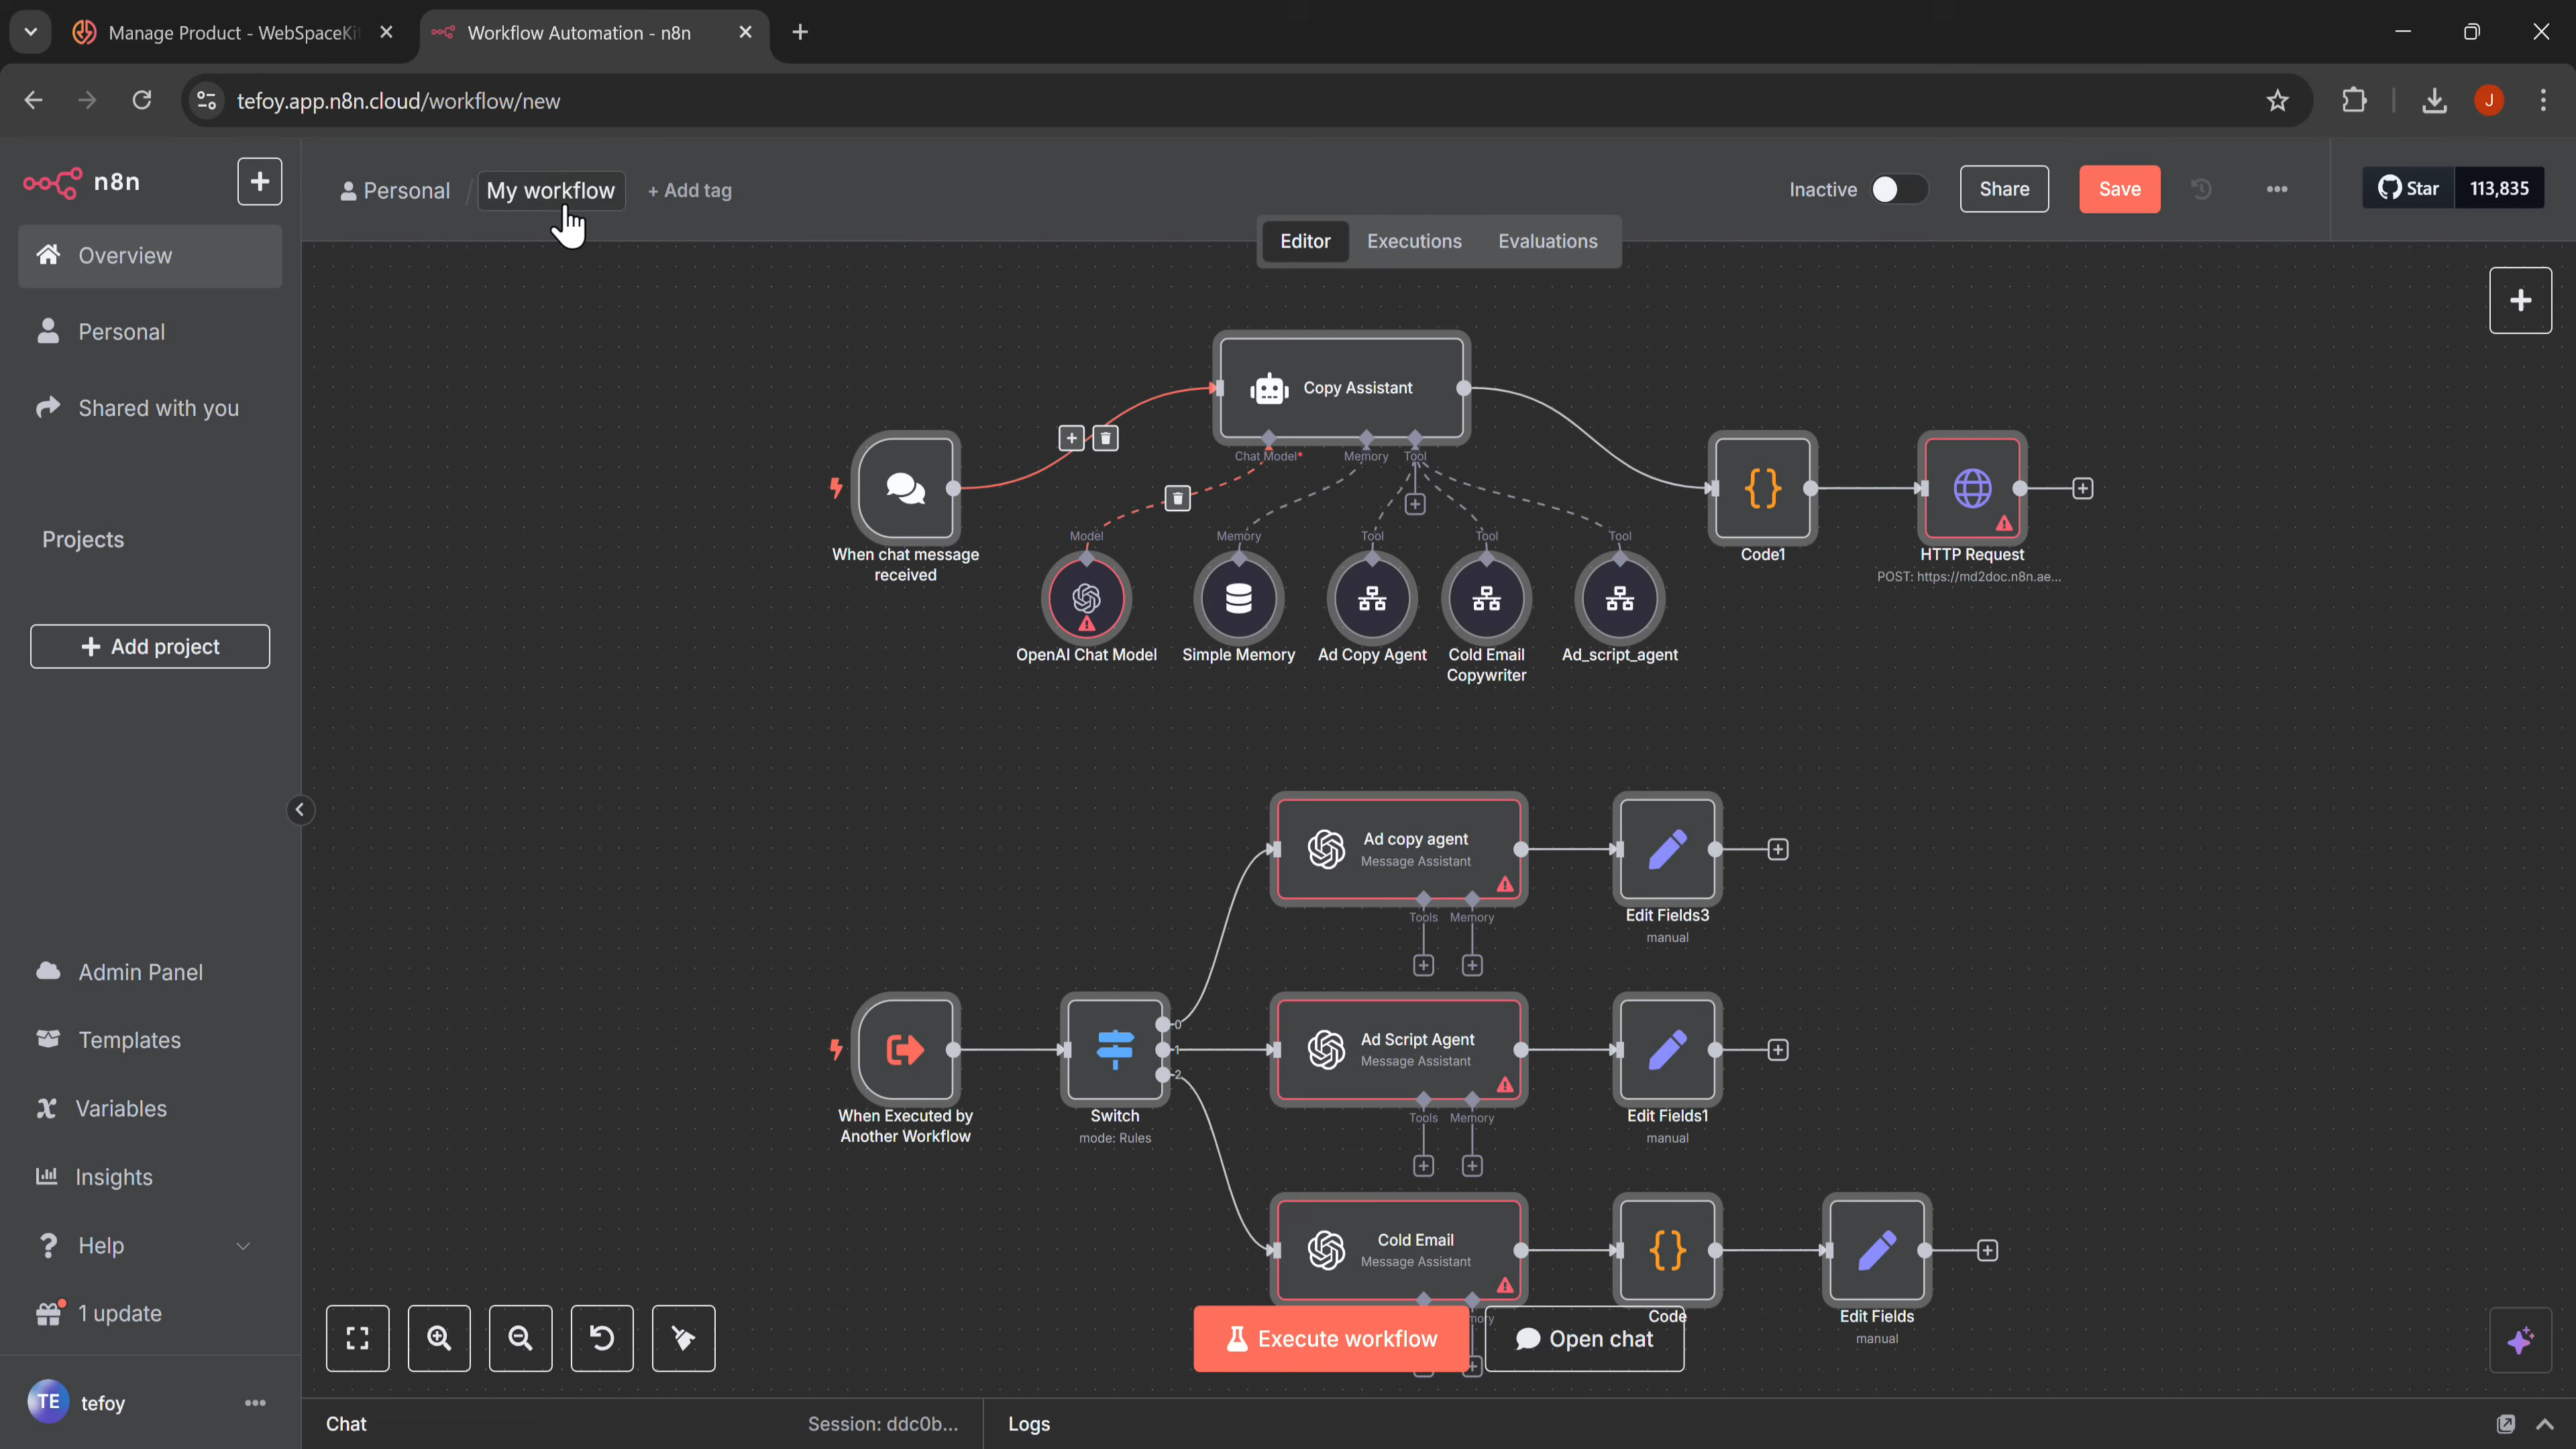 Manage Product - WebSpaceKi
Workflow Automation - n8n
tefoy.app.n8n.cloud/workflow/new
J
n8n
Personal
/
My workflow
+ Add tag
Inactive
Share
Save
Star
113,835
Editor
Executions
Evaluations
Overview
Personal
Shared with you
Projects
Add project
Admin Panel
Templates
Variables
Insights
Help
1 update
TE
tefoy
Copy Assistant
Chat Model*
Memory
Tool
When chat message
received
Model
Memory
Tool
Tool
Tool
OpenAI Chat Model
Simple Memory
Ad Copy Agent
Cold Email
Copywriter
Ad_script_agent
Code1
HTTP Request
POST: https://md2doc.n8n.ae...
Ad copy agent
Message Assistant
Tools
Memory
Edit Fields3
manual
When Executed by
Another Workflow
Switch
mode: Rules
0
1
2
Ad Script Agent
Message Assistant
Tools
Memory
Edit Fields1
manual
Cold Email
Message Assistant
Code
Edit Fields
manual
Execute workflow
Open chat
Chat
Session: ddc0b...
Logs